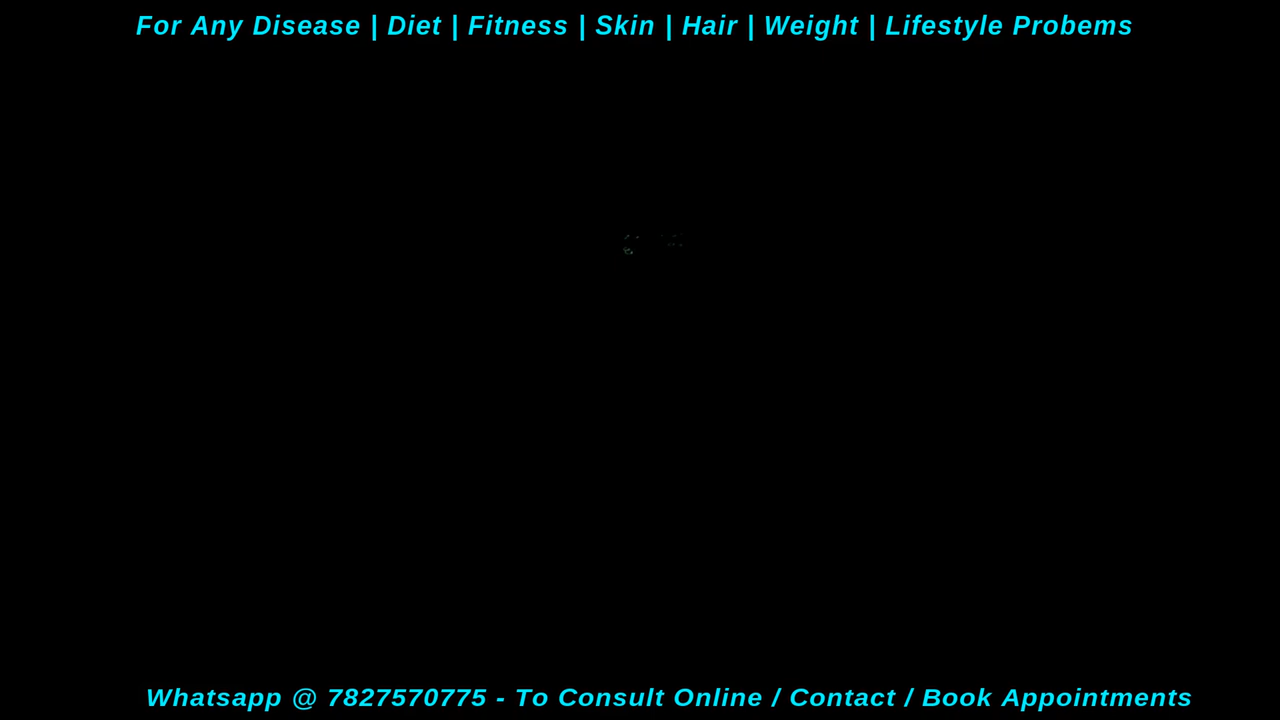 For Any Disease | Diet | Fitness | Skin | Hair | Weight | Lifestyle Probems
Whatsapp @ 7827570775 - To Consult Online / Contact / Book Appointments